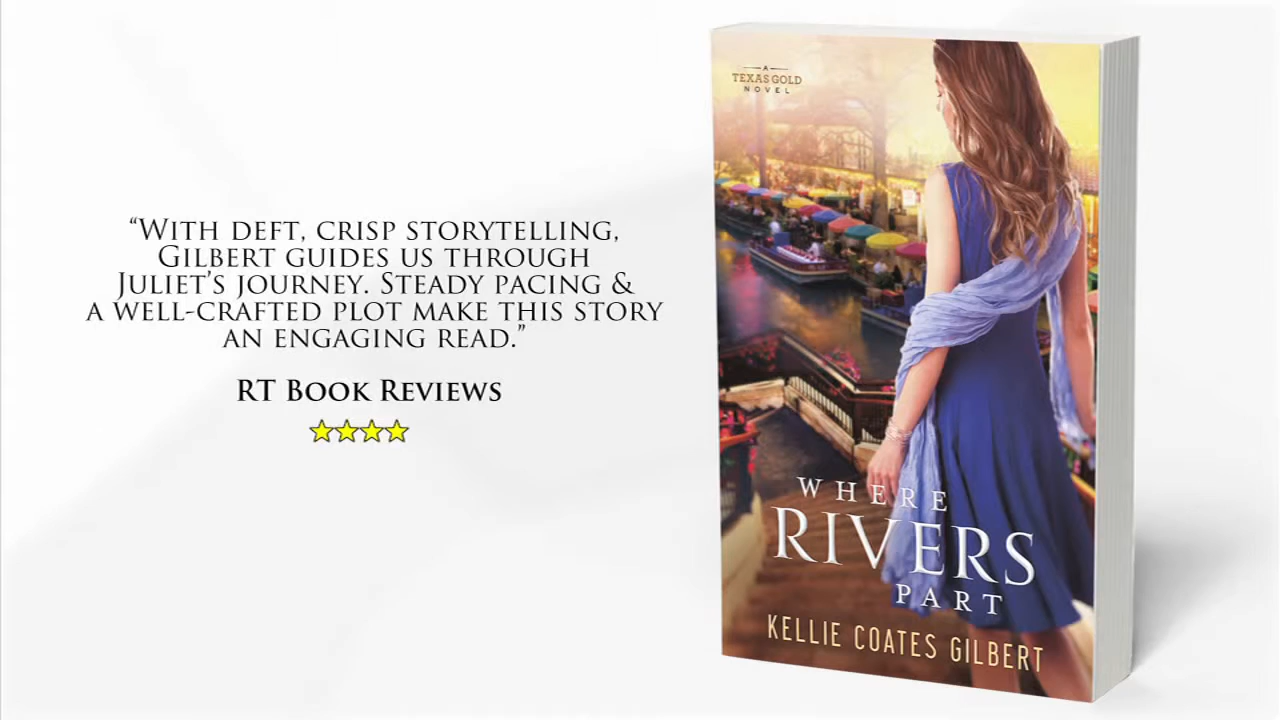 “WITH DEFT, CRISP STORYTELLING,
GILBERT GUIDES US THROUGH
JULIET’S JOURNEY. STEADY PACING &
A WELL-CRAFTED PLOT MAKE THIS STORY
AN ENGAGING READ.”
RT BOOK REVIEWS
A
TEXAS GOLD
NOVEL
WHERE
RIVERS
PART
KELLIE COATES GILBERT